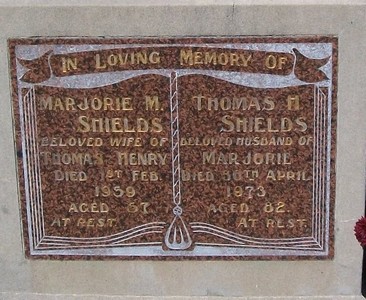 IN LOVING MEMORY OF
MARJORIE M.
SHIELDS
BELOVED WIFE OF
THOMAS HENRY
DIED 1ST FEB.
1959
AGED 57
AT REST.
THOMAS H.
SHIELDS
BELOVED HUSBAND OF
MARJORIE
DIED 30TH APRIL
1973
AGED 82.
AT REST.